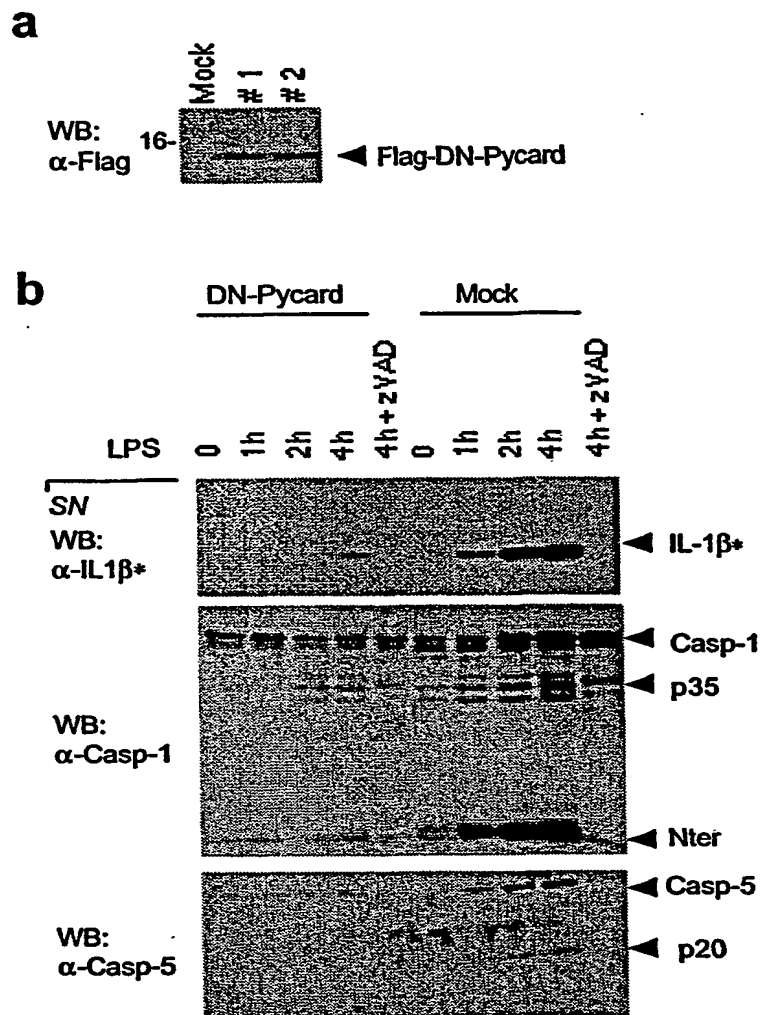 a
Mock
# 1
# 2
WB:
α-Flag
16-
Flag-DN-Pycard
b
DN-Pycard
Mock
LPS
0
1h
2h
4h
4h + zVAD
0
1h
2h
4h
4h + zVAD
SN
WB:
α-IL1β*
IL-1β*
Casp-1
p35
WB:
α-Casp-1
Nter
Casp-5
WB:
α-Casp-5
p20